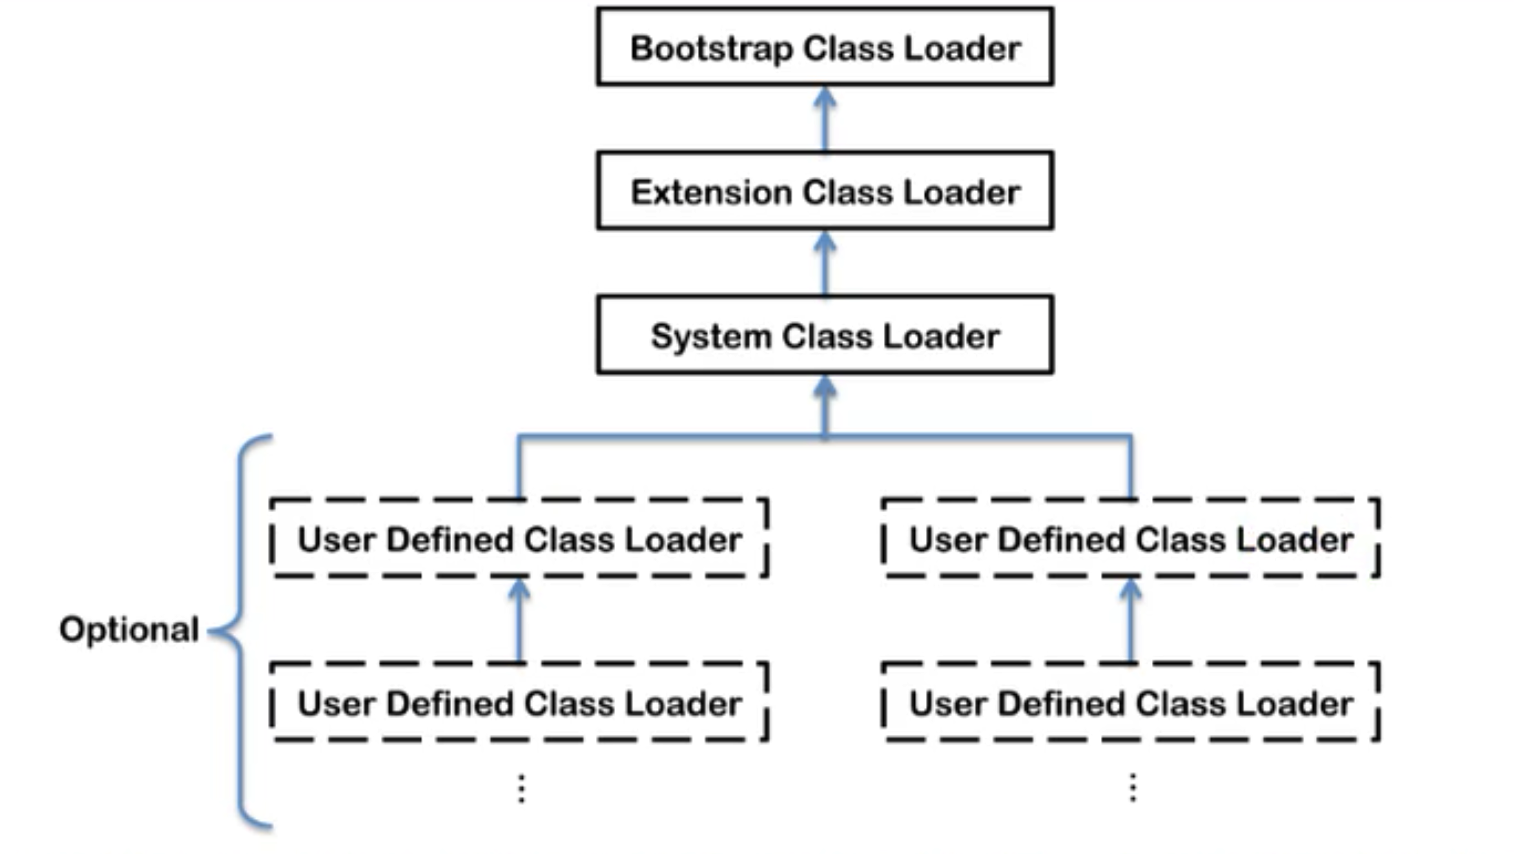 Bootstrap Class Loader
Extension Class Loader
System Class Loader
User Defined Class Loader
User Defined Class Loader
Optional
User Defined Class Loader
User Defined Class Loader